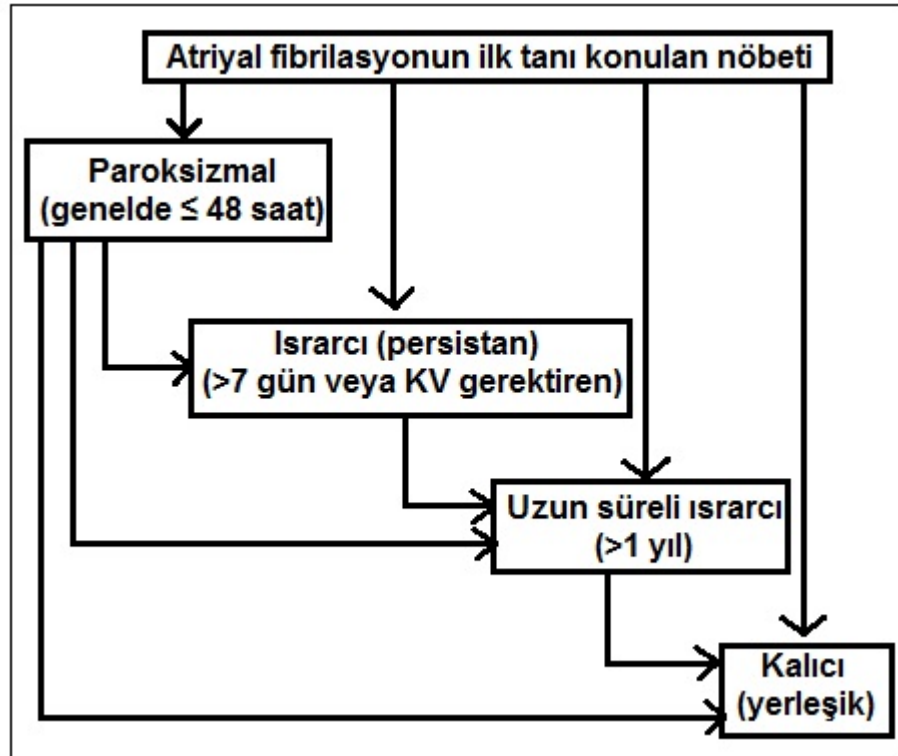 Atriyal fibrilasyonun ilk tanı konulan nöbeti
Paroksizmal
(genelde ≤ 48 saat)
Israrcı (persistan)
(>7 gün veya KV gerektiren)
Uzun süreli ısrarcı
(>1 yıl)
Kalıcı
(yerleşik)